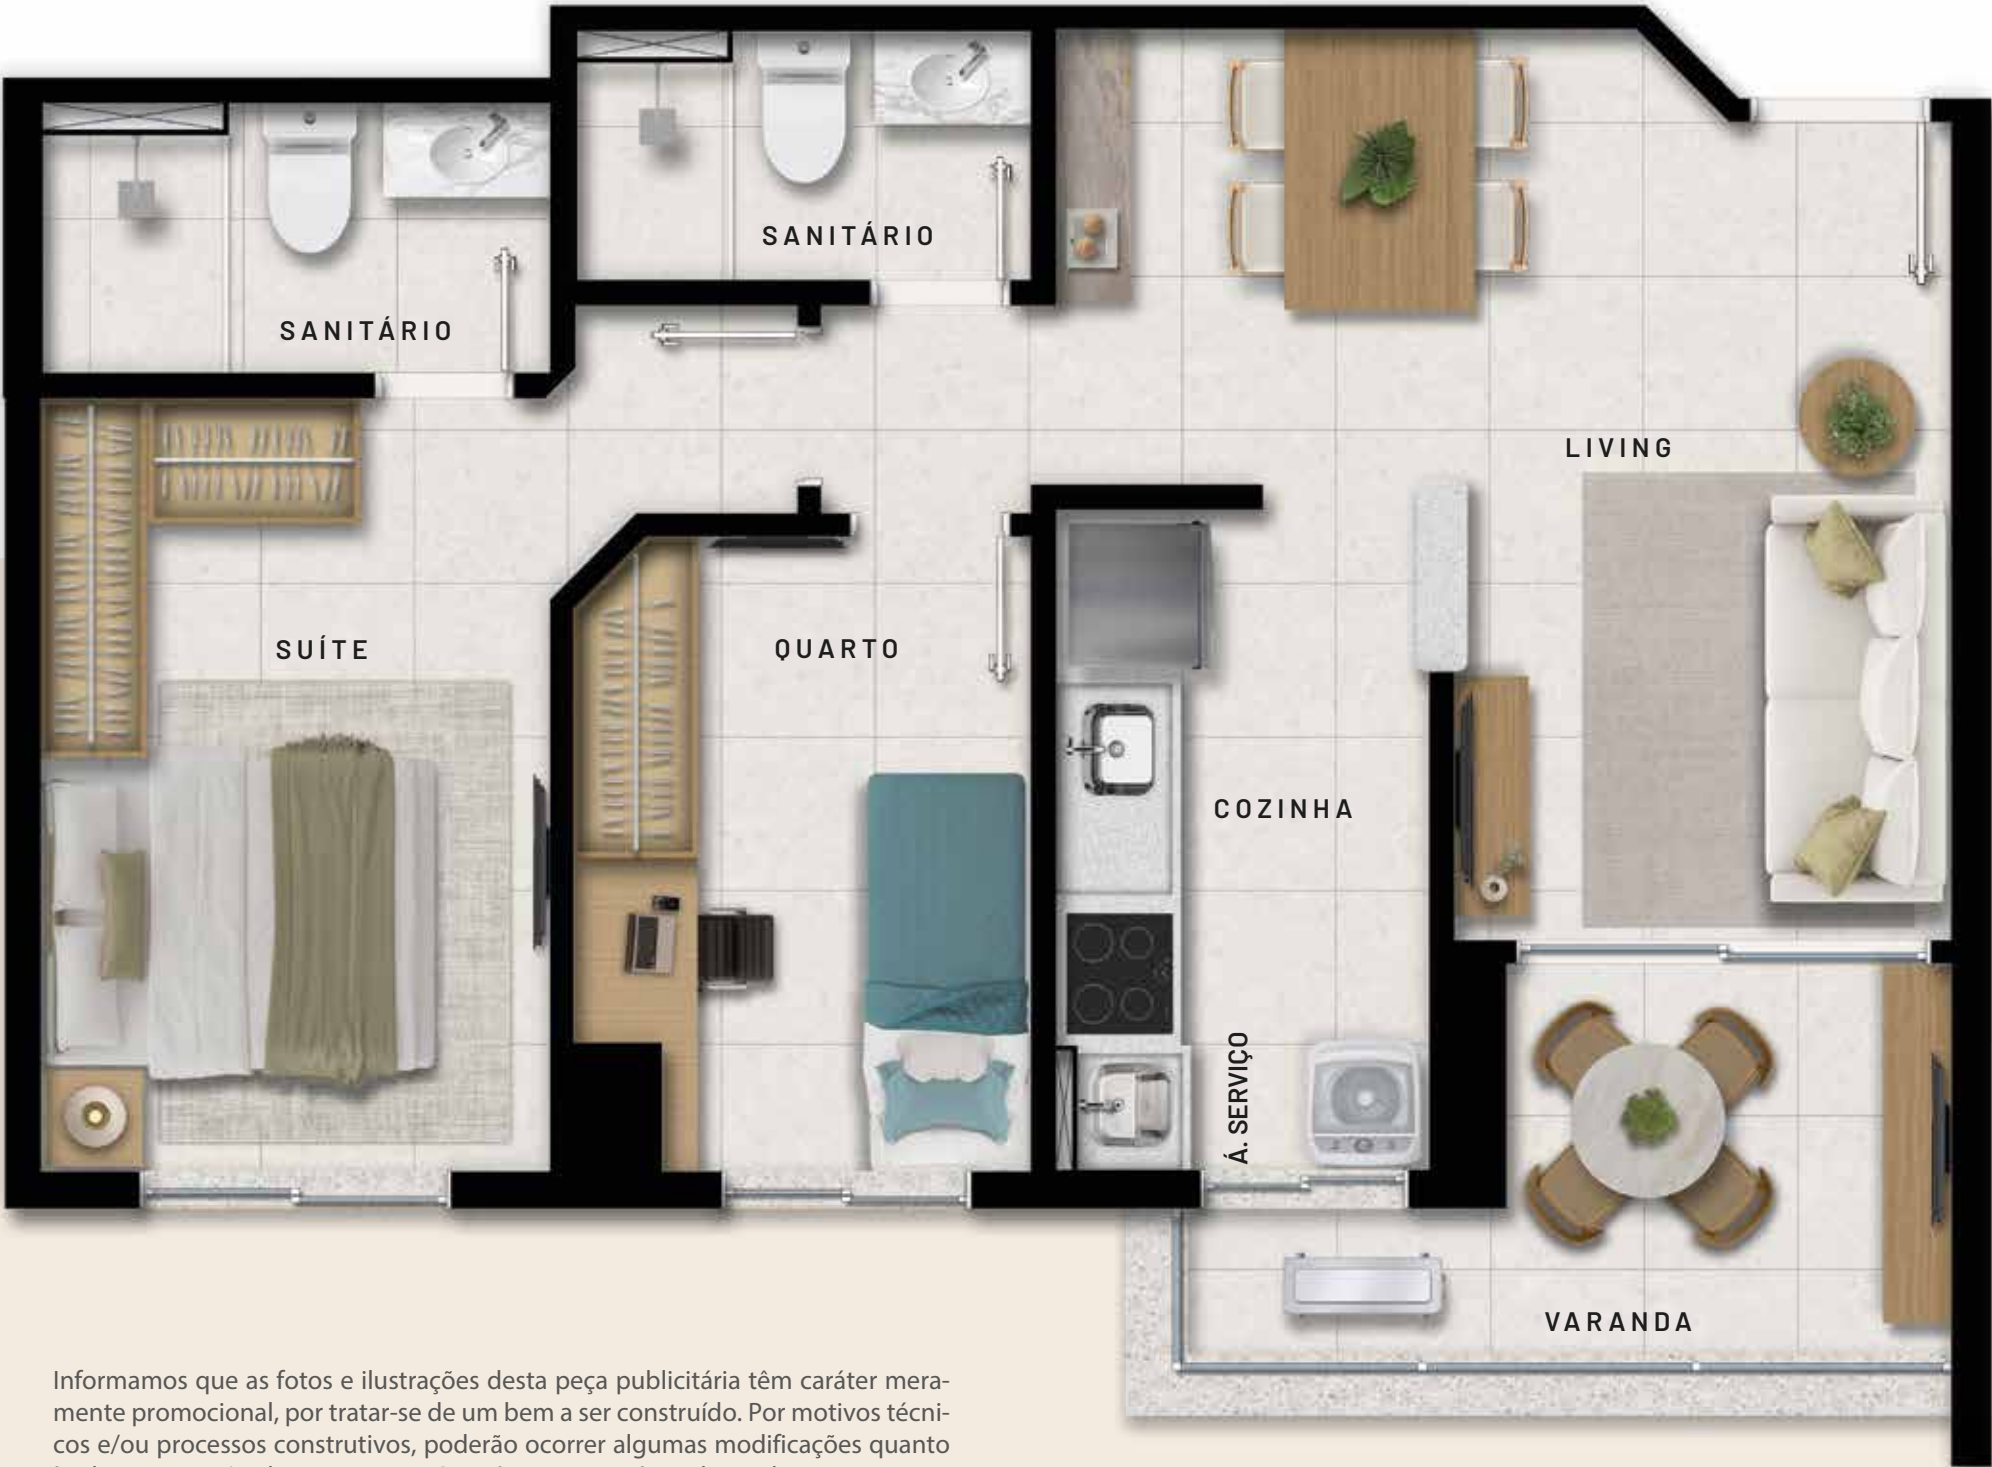 SANITÁRIO
SANITÁRIO
LIVING
SUÍTE
QUARTO
COZINHA
Á. SERVIÇO
VARANDA
Informamos que as fotos e ilustrações desta peça publicitária têm caráter mera-
mente promocional, por tratar-se de um bem a ser construído. Por motivos técni-
cos e/ou processos construtivos, poderão ocorrer algumas modificações quanto